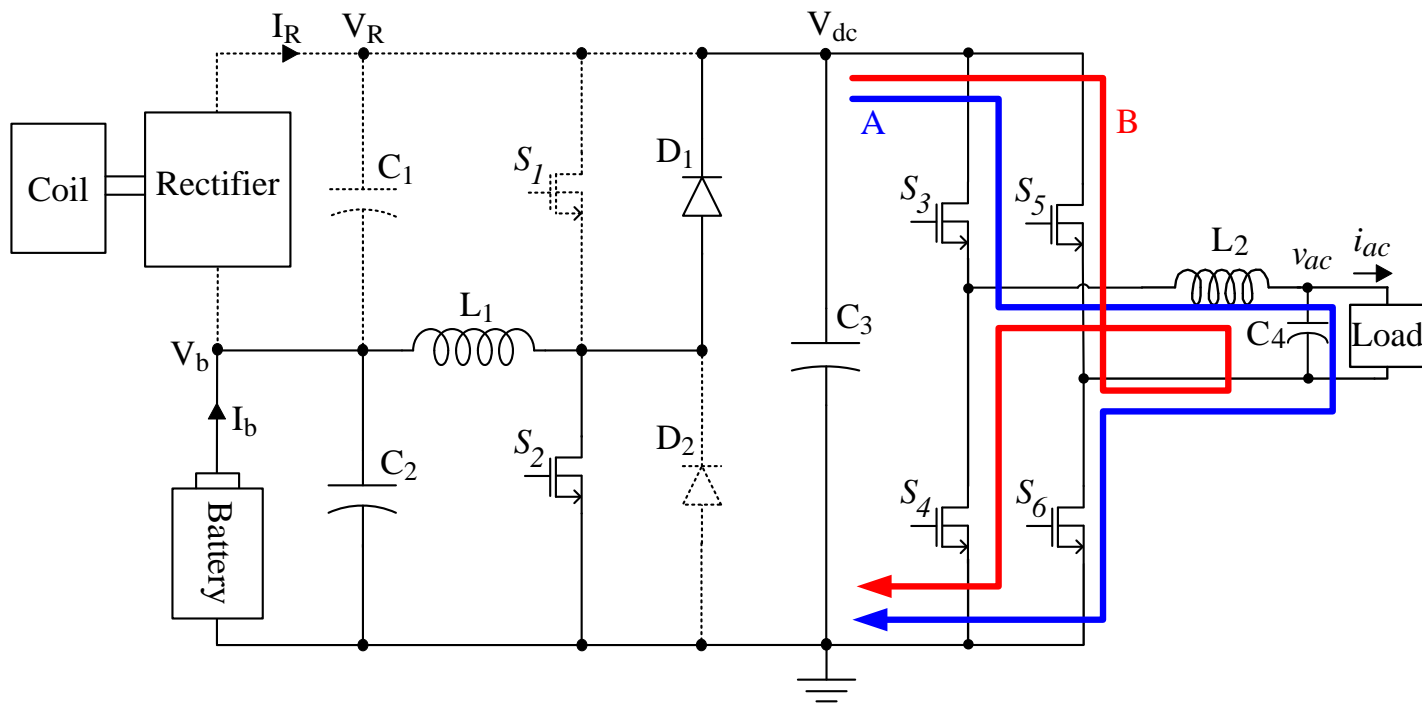 I_R
V_R
V_dc
A
B
Coil
Rectifier
C_1
S_1
D_1
S_3
S_5
L_2
v_ac
i_ac
L_1
C_3
C_4
Load
V_b
I_b
Battery
C_2
S_2
D_2
S_4
S_6